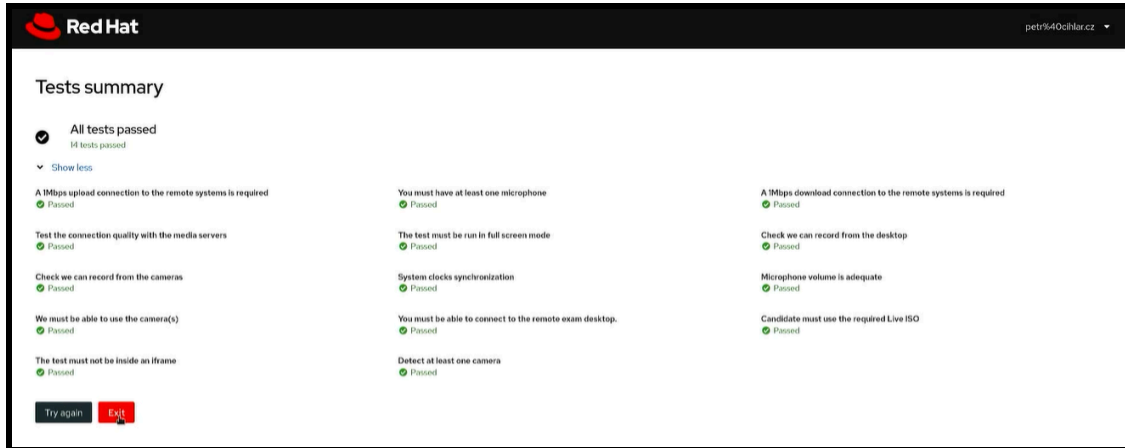 Red Hat
petr%40cihlar.cz
Tests summary
All tests passed
14 tests passed
Show less
A 1Mbps upload connection to the remote systems is required
Passed
You must have at least one microphone
Passed
A 1Mbps download connection to the remote systems is required
Passed
Test the connection quality with the media servers
Passed
The test must be run in full screen mode
Passed
Check we can record from the desktop
Passed
Check we can record from the cameras
Passed
System clocks synchronization
Passed
Microphone volume is adequate
Passed
We must be able to use the camera(s)
Passed
You must be able to connect to the remote exam desktop.
Passed
Candidate must use the required Live ISO
Passed
The test must not be inside an iframe
Passed
Detect at least one camera
Passed
Try again
Exit